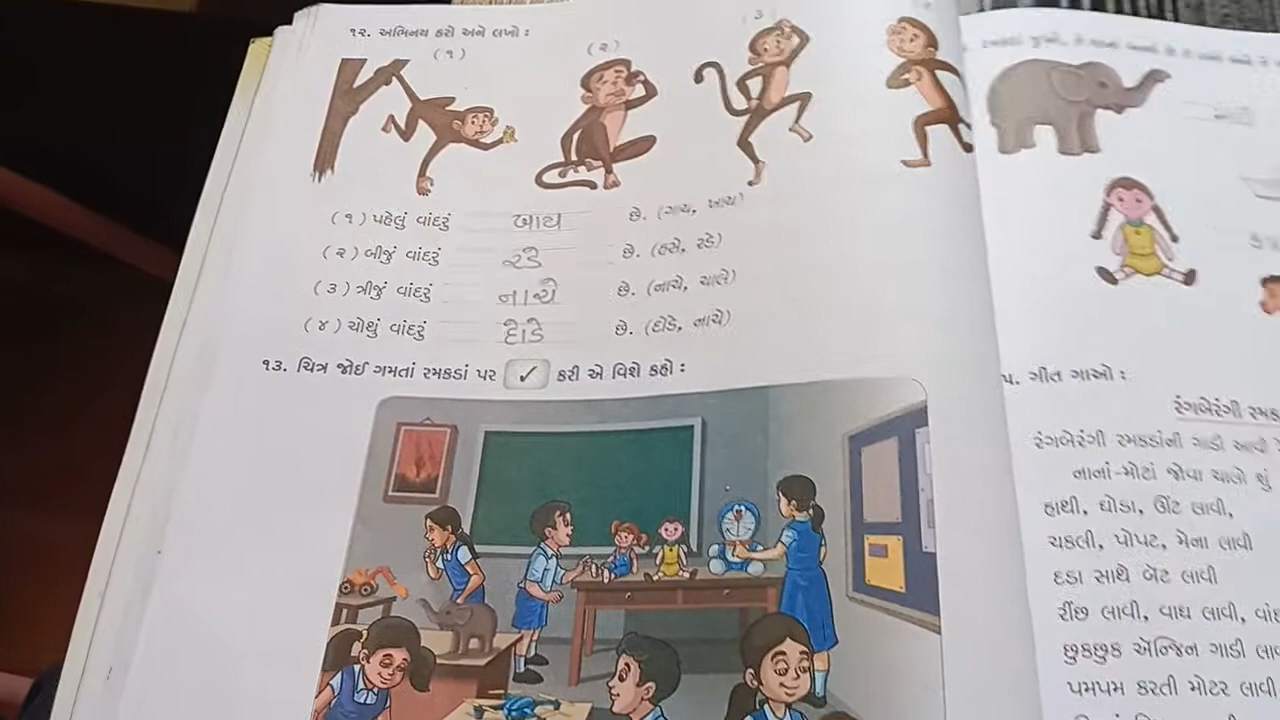 ૧૨. અભિનય કરો અને લખો :
(૧)
(૨)
૩
(૧) પહેલું વાંદરું ખાય છે. (ગાય, ખાય)
(૨) બીજું વાંદરું રડે છે. (હસે, રડે)
(૩) ત્રીજું વાંદરું નાચે છે. (નાચે, ચાલે)
(૪) ચોથું વાંદરું દોડે છે. (દોડે, નાચે)
૧૩. ચિત્ર જોઈ ગમતાં રમકડાં પર ✓ કરી એ વિશે કહો :
૫. ગીત ગાઓ :
રંગબેરંગી
રંગબેરંગી રમકડાંની ગાડી આવી
નાનાં-મોટાં જોવા ચાલો શું
હાથી, ઘોડા, ઊંટ લાવી,
ચકલી, પોપટ, મેના લાવી
દડા સાથે બૅટ લાવી
રીંછ લાવી, વાઘ લાવી,
છુકછુક ઍન્જિન ગાડી
પમપમ કરતી મોટર લાવી